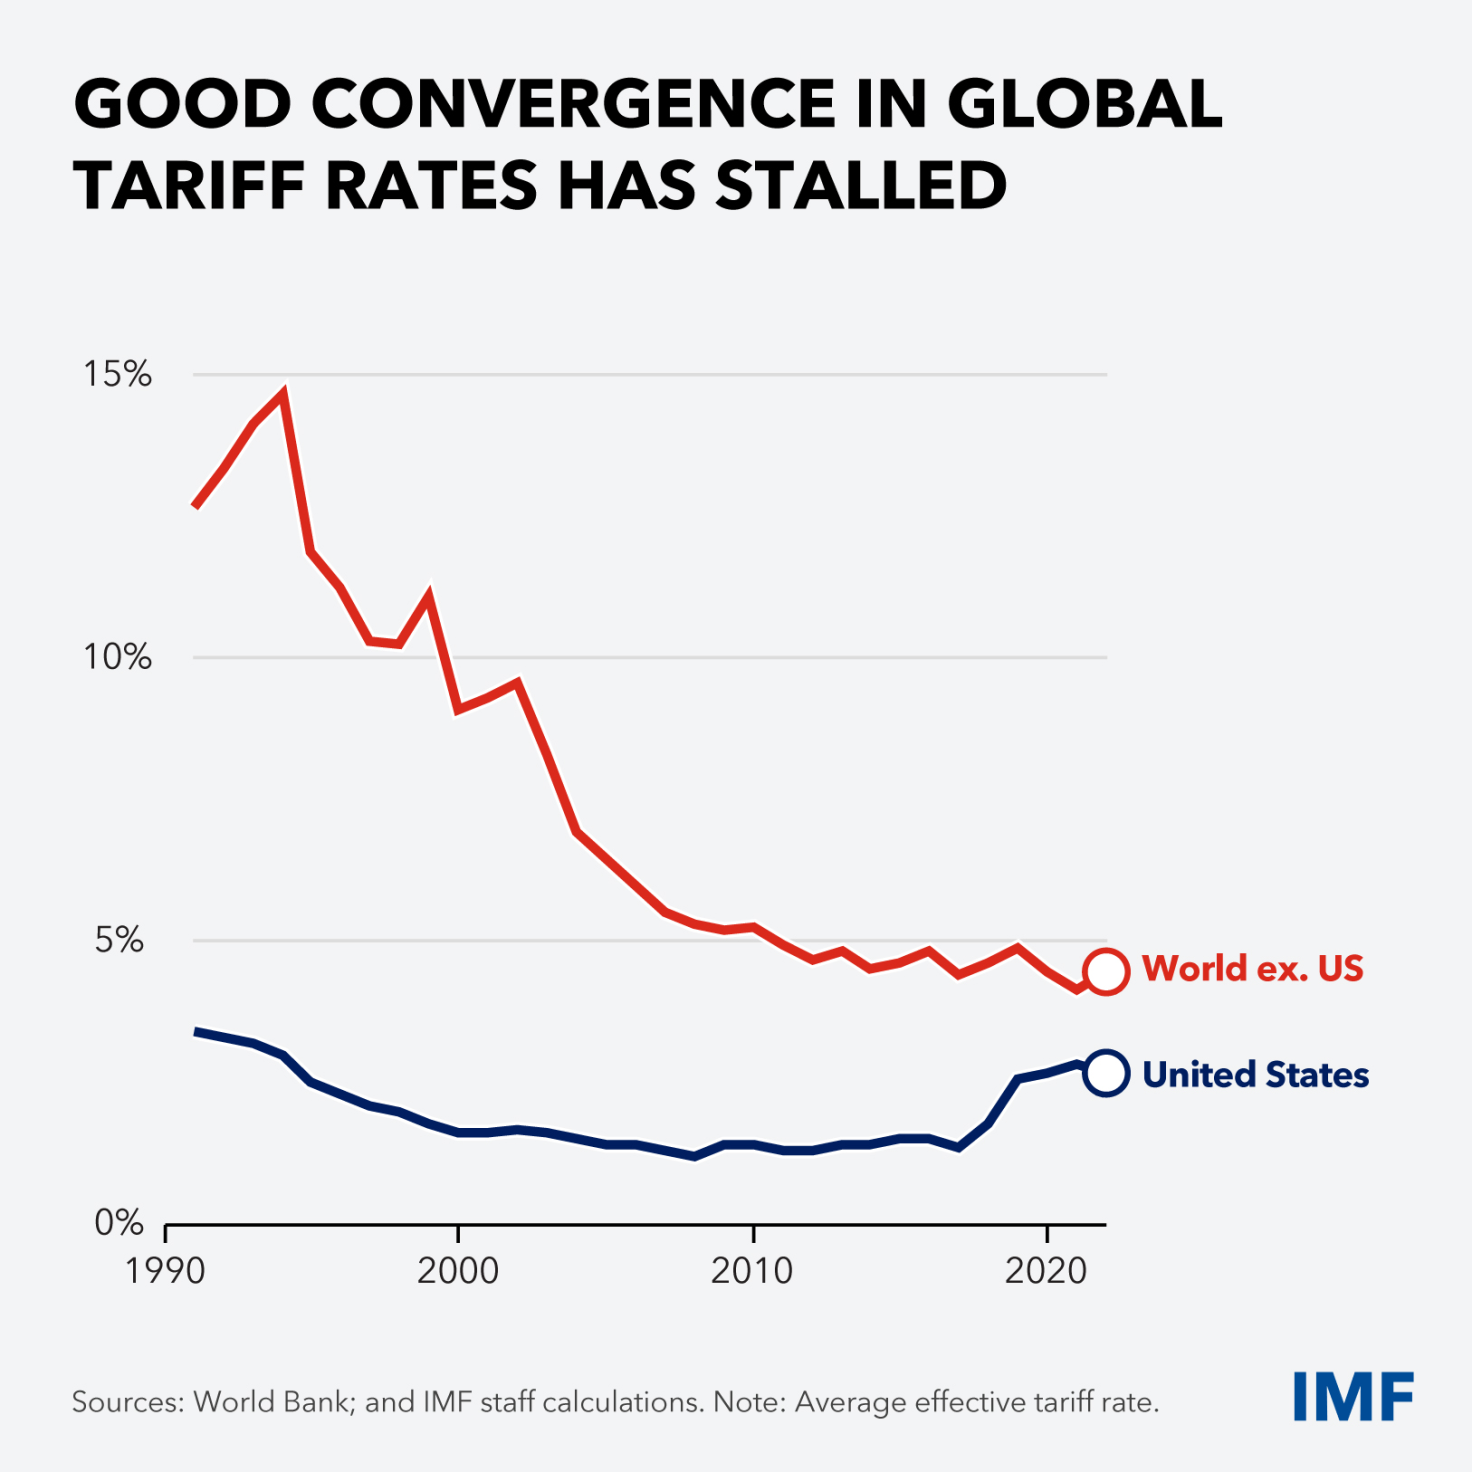 GOOD CONVERGENCE IN GLOBAL
TARIFF RATES HAS STALLED
15%
10%
5%
World ex. US
United States
0%
1990 2000 2010 2020
Sources: World Bank; and IMF staff calculations. Note: Average effective tariff rate.
IMF